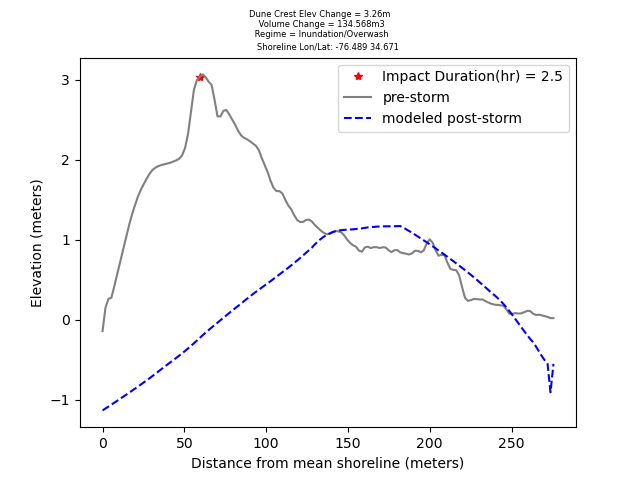 Dune Crest Elev Change = 3.26m
Volume Change = 134.568m3
Regime = Inundation/Overwash
Shoreline Lon/Lat: -76.489 34.671
Impact Duration(hr) = 2.5
pre-storm
modeled post-storm
Elevation (meters)
3
2
1
0
−1
0 50 100 150 200 250
Distance from mean shoreline (meters)